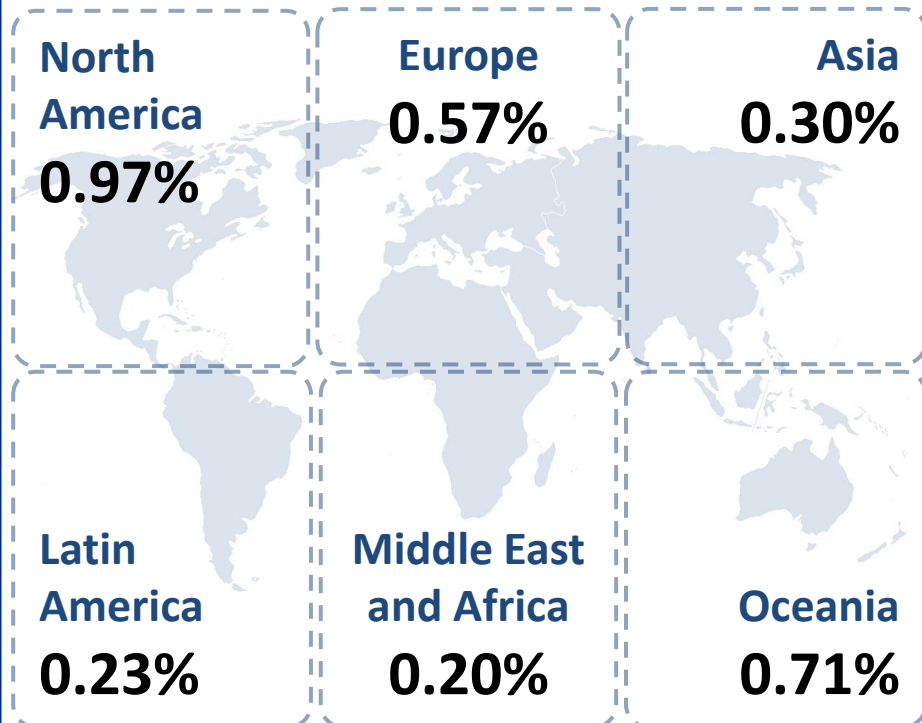 North
America
0.97%
Europe
0.57%
Asia
0.30%
Latin
America
0.23%
Middle East
and Africa
0.20%
Oceania
0.71%